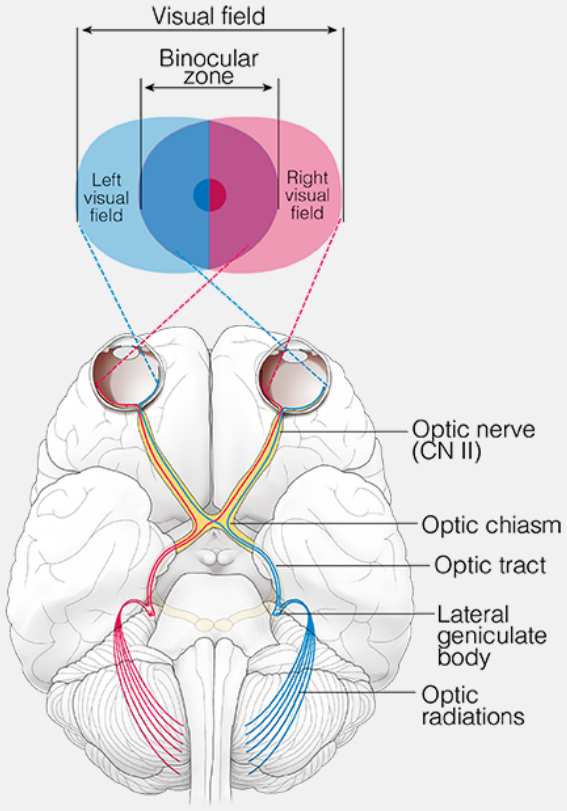 Visual field
Binocular
zone
Left
visual
field
Right
visual
field
Optic nerve
(CN II)
Optic chiasm
Optic tract
Lateral
geniculate
body
Optic
radiations